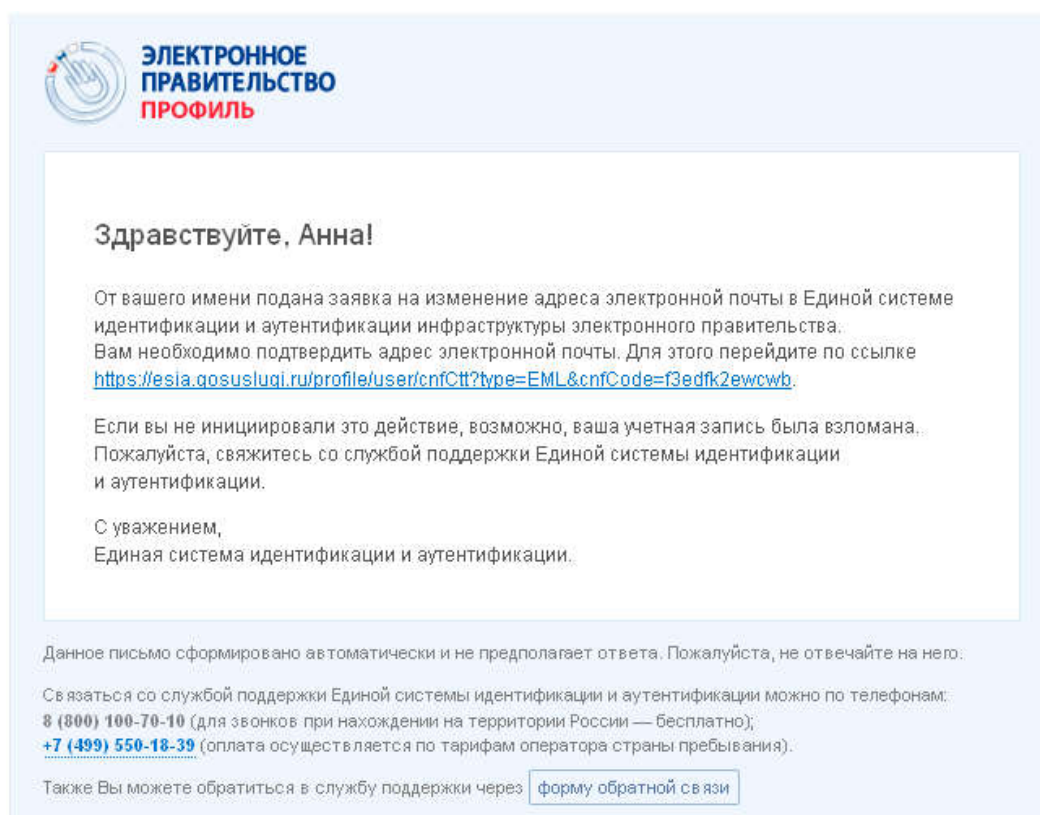 ЭЛЕКТРОННОЕ
ПРАВИТЕЛЬСТВО
ПРОФИЛЬ
Здравствуйте, Анна!
От вашего имени подана заявка на изменение адреса электронной почты в Единой системе
идентификации и аутентификации инфраструктуры электронного правительства.
Вам необходимо подтвердить адрес электронной почты. Для этого перейдите по ссылке
https://esia.gosuslugi.ru/profile/user/cnfCtt?type=EML&cnfCode=f3edfk2ewcwb.
Если вы не инициировали это действие, возможно, ваша учетная запись была взломана.
Пожалуйста, свяжитесь со службой поддержки Единой системы идентификации
и аутентификации.
С уважением,
Единая система идентификации и аутентификации.
Данное письмо сформировано автоматически и не предполагает ответа. Пожалуйста, не отвечайте на него.
Связаться со службой поддержки Единой системы идентификации и аутентификации можно по телефонам:
8 (800) 100-70-10 (для звонков при нахождении на территории России — бесплатно);
+7 (499) 550-18-39 (оплата осуществляется по тарифам оператора страны пребывания).
Также Вы можете обратиться в службу поддержки через форму обратной связи